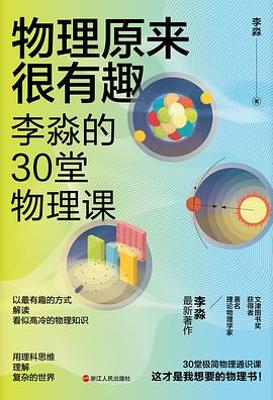 物理原来
很有趣
李淼的
30堂
物理课
李淼
著
文津图书奖
获得者
著名
理论物理学家
李淼
最新著作
以最有趣的方式
解读
看似高冷的物理知识
用理科思维
理解
复杂的世界
30堂极简物理通识课
这才是我想要的物理书!
浙江人民出版社